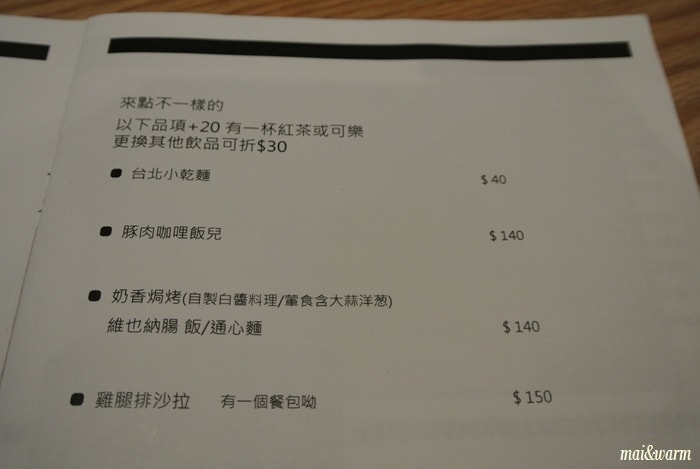 來點不一樣的
以下品項+20 有一杯紅茶或可樂
更換其他飲品可折$30
台北小乾麵 $40
豚肉咖哩飯兒 $140
奶香焗烤(自製白醬料理/葷食含大蒜洋葱)
維也納腸 飯/通心麵 $140
雞腿排沙拉 有一個餐包呦 $150
mai&warm